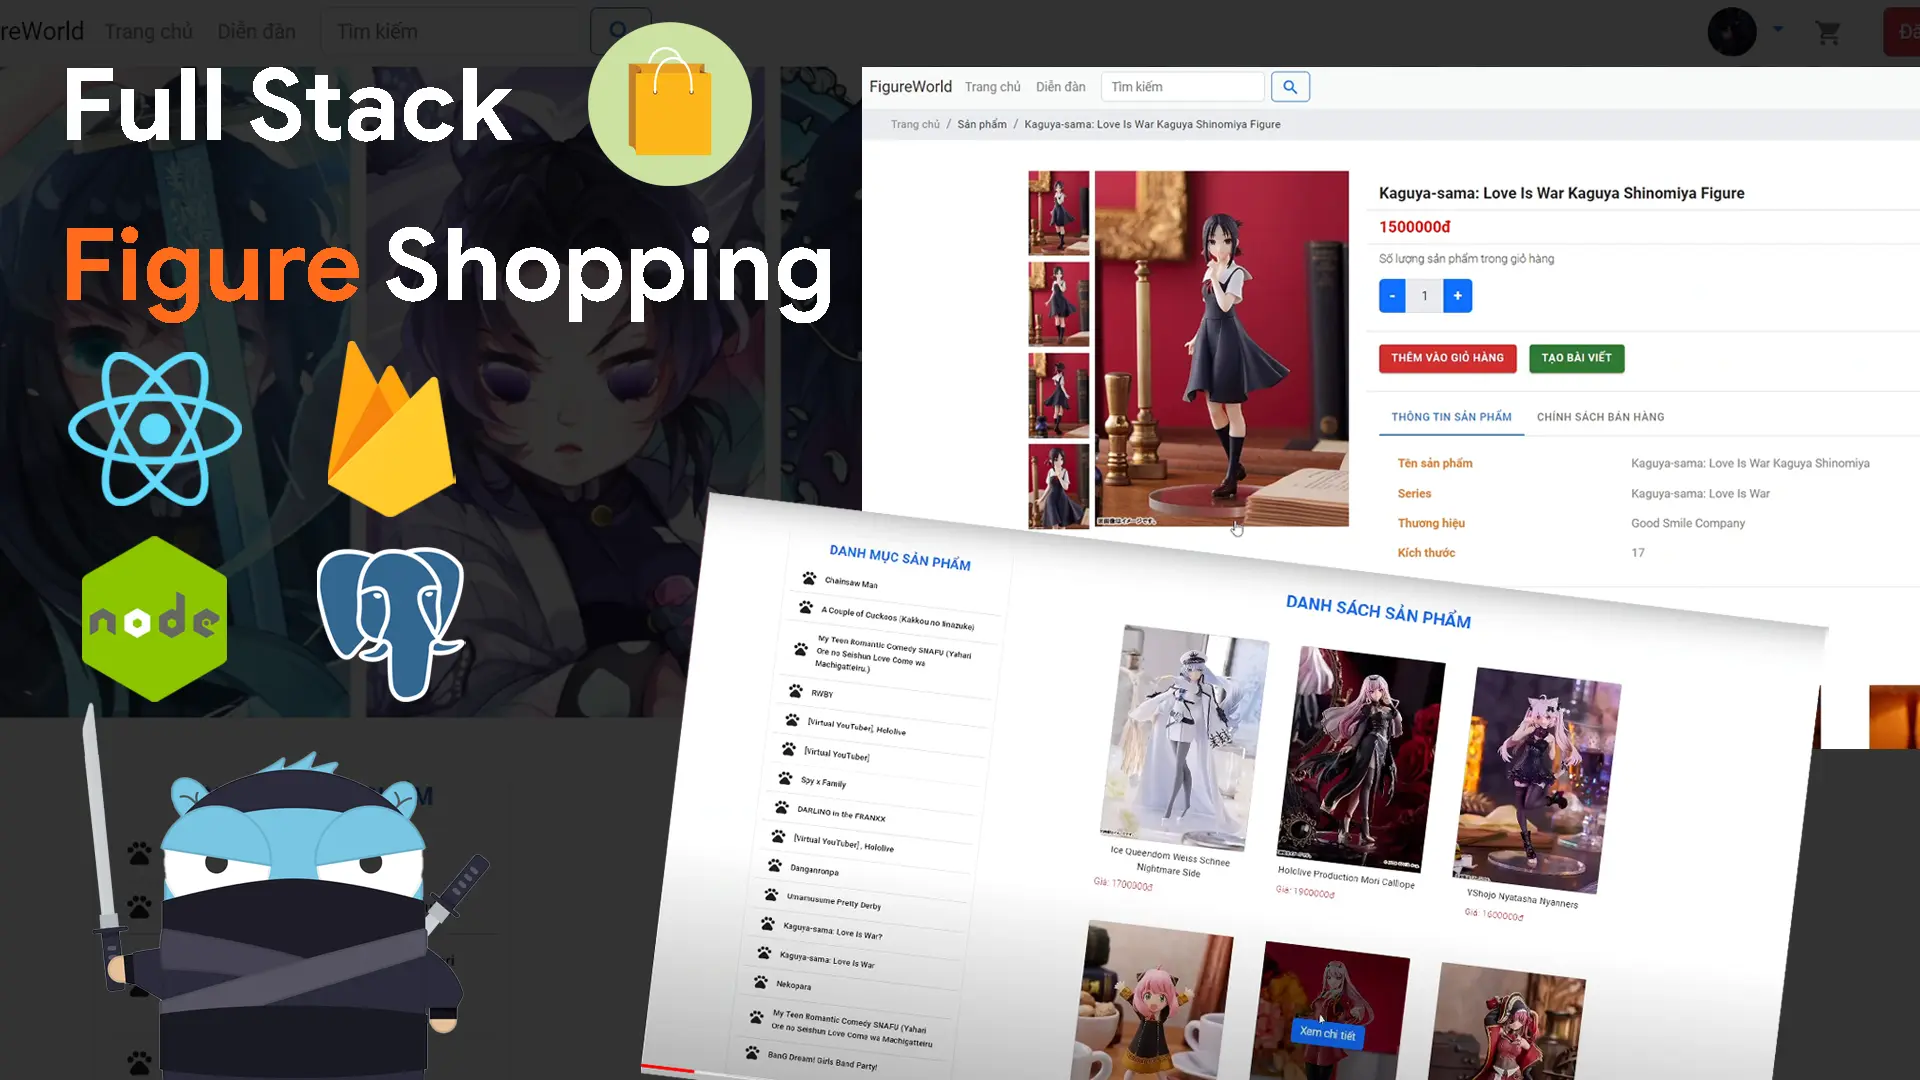 reWorld Trang chủ Diễn đàn Tìm kiếm
Full Stack
Figure Shopping
node
FigureWorld Trang chủ Diễn đàn Tìm kiếm
Trang chủ / Sản phẩm / Kaguya-sama: Love Is War Kaguya Shinomiya Figure
Kaguya-sama: Love Is War Kaguya Shinomiya Figure
1500000đ
Số lượng sản phẩm trong giỏ hàng
- 1 +
THÊM VÀO GIỎ HÀNG TẠO BÀI VIẾT
THÔNG TIN SẢN PHẨM CHÍNH SÁCH BÁN HÀNG
Tên sản phẩm Kaguya-sama: Love Is War Kaguya Shinomiya
Series Kaguya-sama: Love Is War
Thương hiệu Good Smile Company
Kích thước 17
DANH MỤC SẢN PHẨM
Chainsaw Man
A Couple of Cuckoos (Kakkou no Iinazuke)
My Teen Romantic Comedy SNAFU (Yahari
Ore no Seishun Love Come wa
Machigatteiru.)
RWBY
[Virtual YouTuber], Hololive
[Virtual YouTuber]
Spy x Family
DARLING in the FRANXX
[Virtual YouTuber] , Hololive
Danganronpa
Umamusume Pretty Derby
Kaguya-sama: Love Is War?
Kaguya-sama: Love Is War
Nekopara
My Teen Romantic Comedy SNAFU (Yahari
Ore no Seishun Love Come wa Machigatteiru
BanG Dream! Girls Band Party!
DANH SÁCH SẢN PHẨM
Ice Queendom Weiss Schnee
Nightmare Side
Giá: 1700000đ
Hololive Production Mori Calliope
Giá: 1900000đ
VShojo Nyatasha Nyanners
Giá: 1600000đ
Xem chi tiết